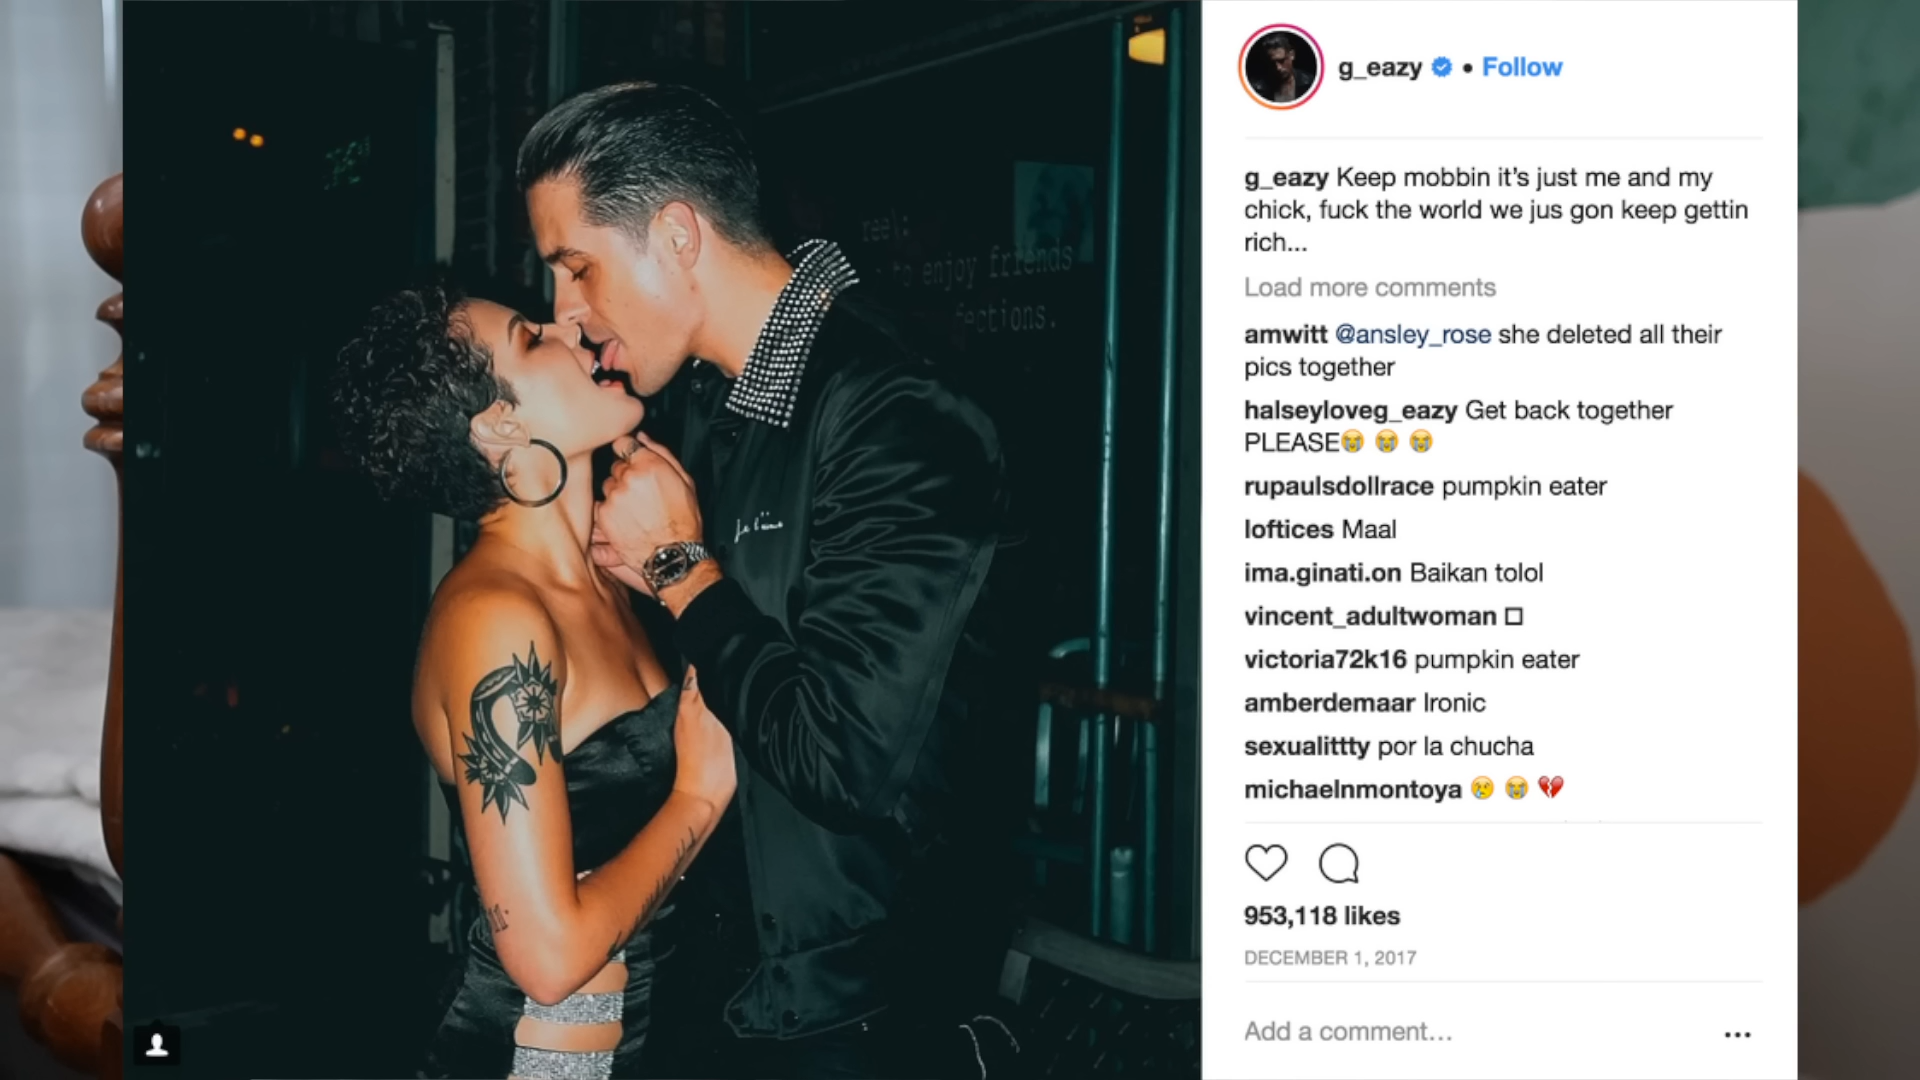 reel:
to enjoy friends
fections.
g_eazy • Follow
g_eazy Keep mobbin it's just me and my
chick, fuck the world we jus gon keep gettin
rich...
Load more comments
amwitt @ansley_rose she deleted all their
pics together
halseyloveg_eazy Get back together
PLEASE😭 😭 😭
rupaulsdollrace pumpkin eater
loftices Maal
ima.ginati.on Baikan tolol
vincent_adultwoman □
victoria72k16 pumpkin eater
amberdemaar Ironic
sexualittty por la chucha
michaelnmontoya 😢 😭 💔
953,118 likes
DECEMBER 1, 2017
Add a comment...